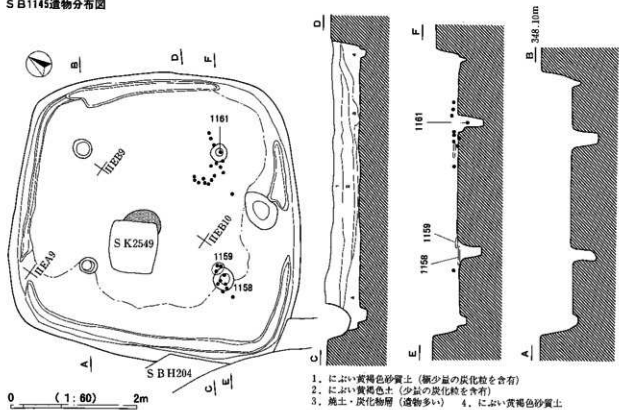 SB1145遺物分布図
D
F
B
F
D
348.10m
B
1161
1161
IIEB9
SK2549
IIEB10
IIEA9
1159
1158
1159
1158
A
SBH204
C
E
C
E
A
0 (1:60) 2m
1. にぶい黄褐色砂質土 (極少量の炭化粒を含有)
2. にぶい黄褐色土 (少量の炭化粒を含有)
3. 焼土・炭化物層 (遺物多い) 4. にぶい黄褐色砂質土